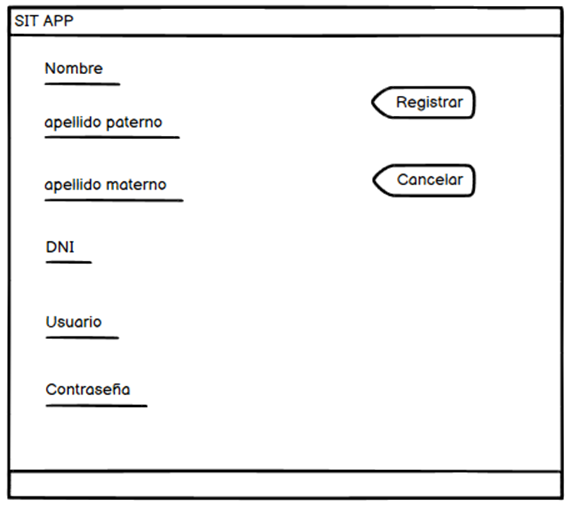 SIT APP
Nombre
Registrar
apellido paterno
Cancelar
apellido materno
DNI
Usuario
Contraseña